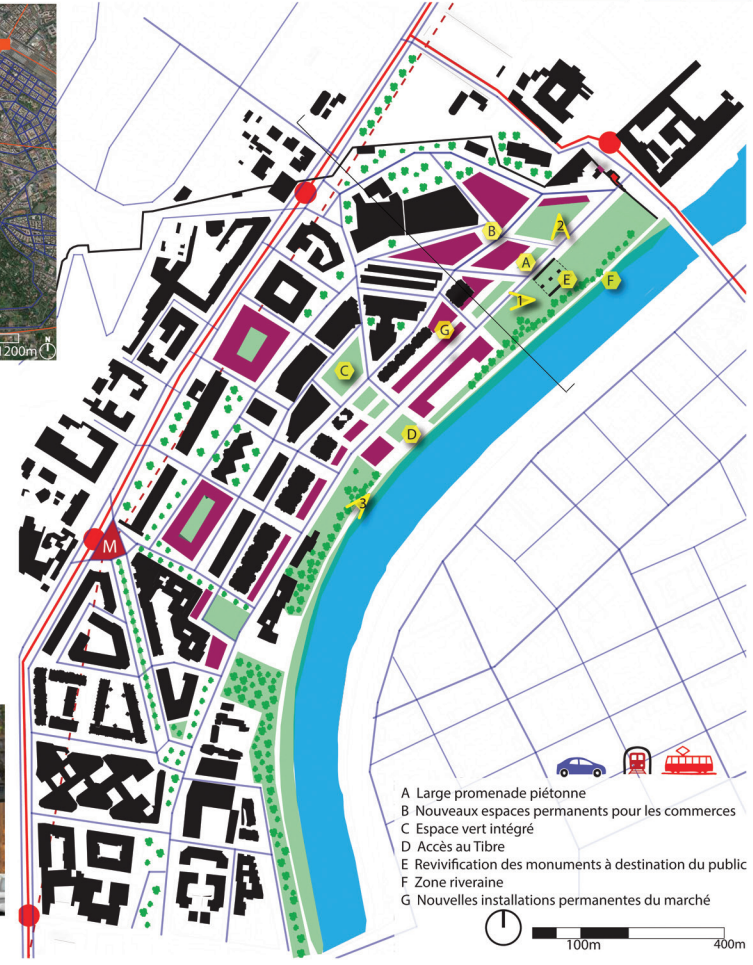 1200m
N
B
2
A
E
F
1
G
C
D
3
M
A Large promenade piétonne
B Nouveaux espaces permanents pour les commerces
C Espace vert intégré
D Accès au Tibre
E Revivification des monuments à destination du public
F Zone riveraine
G Nouvelles installations permanentes du marché
100m
400m